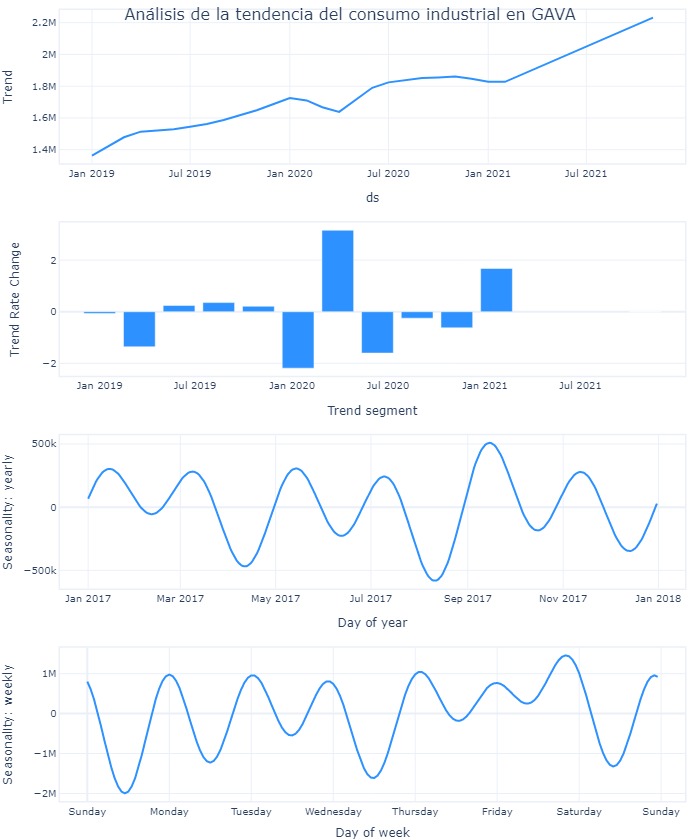 Análisis de la tendencia del consumo industrial en GAVA
Trend
2.2M
2M
1.8M
1.6M
1.4M
Jan 2019 Jul 2019 Jan 2020 Jul 2020 Jan 2021 Jul 2021
ds
Trend Rate Change
2
0
−2
Jan 2019 Jul 2019 Jan 2020 Jul 2020 Jan 2021 Jul 2021
Trend segment
Seasonality: yearly
500k
0
−500k
Jan 2017 Mar 2017 May 2017 Jul 2017 Sep 2017 Nov 2017 Jan 2018
Day of year
Seasonality: weekly
1M
0
−1M
−2M
Sunday Monday Tuesday Wednesday Thursday Friday Saturday Sunday
Day of week